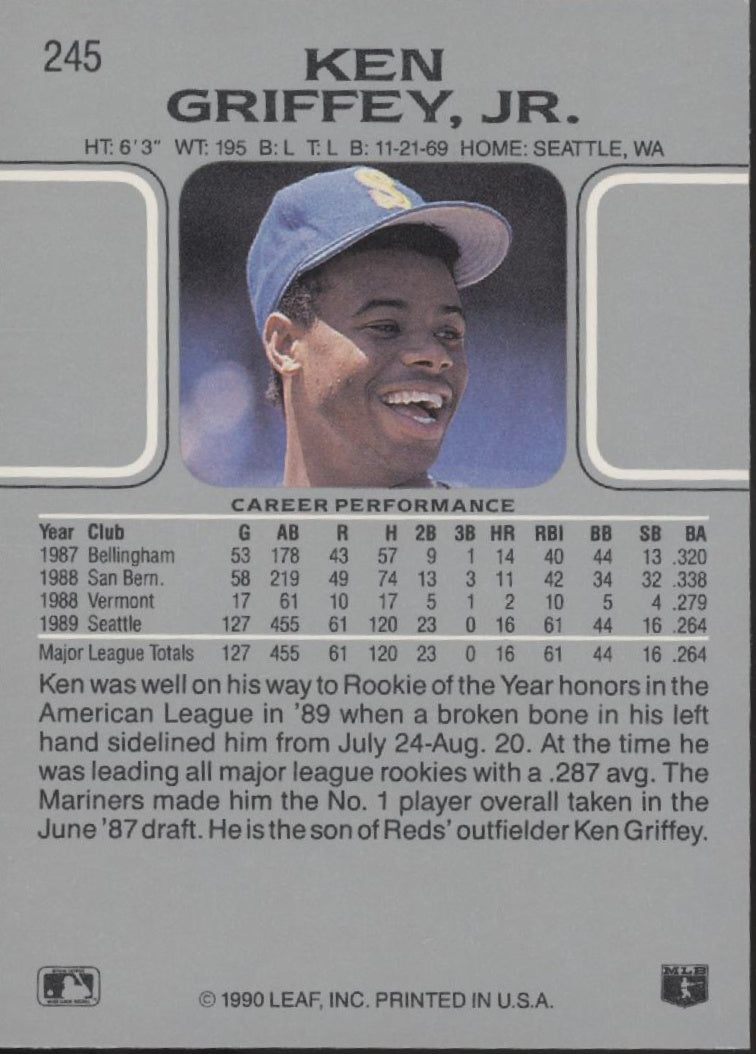 245
KEN
GRIFFEY, JR.
HT: 6'3" WT: 195 B: L T: L B: 11-21-69 HOME: SEATTLE, WA
S
CAREER PERFORMANCE
Year Club G AB R H 2B 3B HR RBI BB SB BA
1987 Bellingham 53 178 43 57 9 1 14 40 44 13 .320
1988 San Bern. 58 219 49 74 13 3 11 42 34 32 .338
1988 Vermont 17 61 10 17 5 1 2 10 5 4 .279
1989 Seattle 127 455 61 120 23 0 16 61 44 16 .264
Major League Totals 127 455 61 120 23 0 16 61 44 16 .264
Ken was well on his way to Rookie of the Year honors in the
American League in '89 when a broken bone in his left
hand sidelined him from July 24-Aug. 20. At the time he
was leading all major league rookies with a .287 avg. The
Mariners made him the No. 1 player overall taken in the
June '87 draft. He is the son of Reds' outfielder Ken Griffey.
MLB
© 1990 LEAF, INC. PRINTED IN U.S.A.